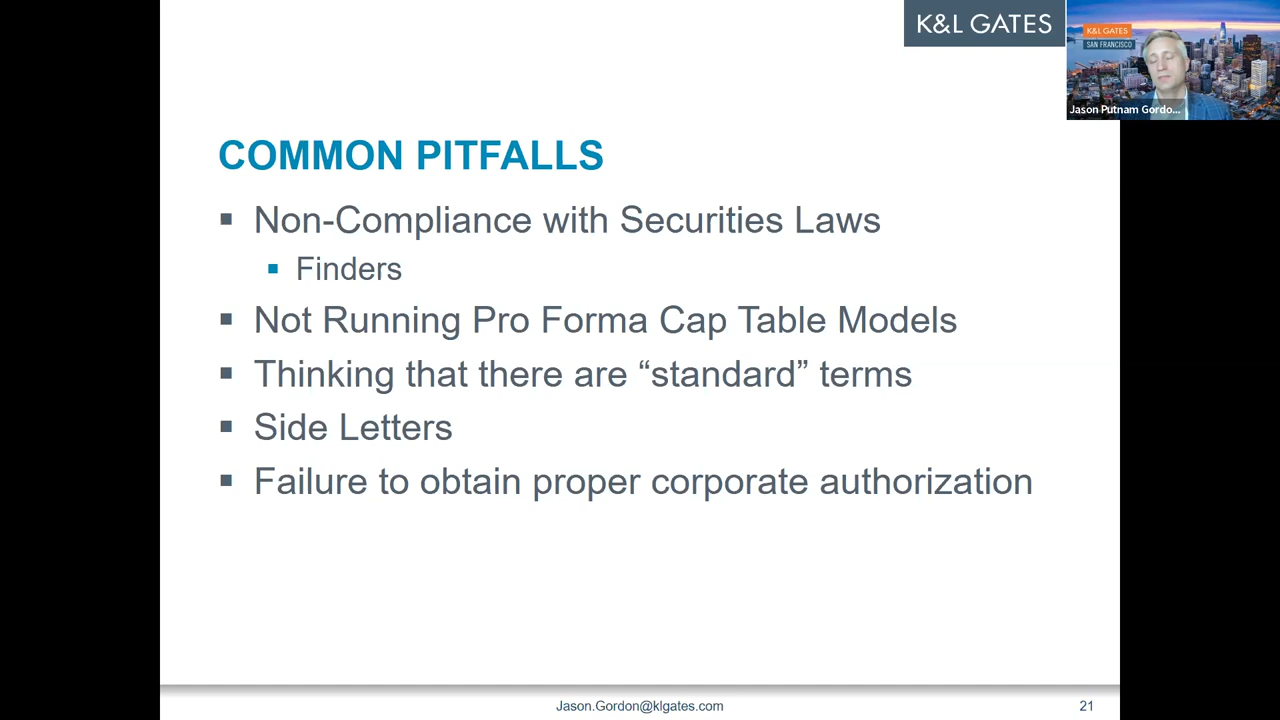 K&L GATES
K&L GATES
SAN FRANCISCO
Jason Putnam Gordo...
COMMON PITFALLS
▪ Non-Compliance with Securities Laws
▪ Finders
▪ Not Running Pro Forma Cap Table Models
▪ Thinking that there are “standard” terms
▪ Side Letters
▪ Failure to obtain proper corporate authorization
Jason.Gordon@klgates.com
21